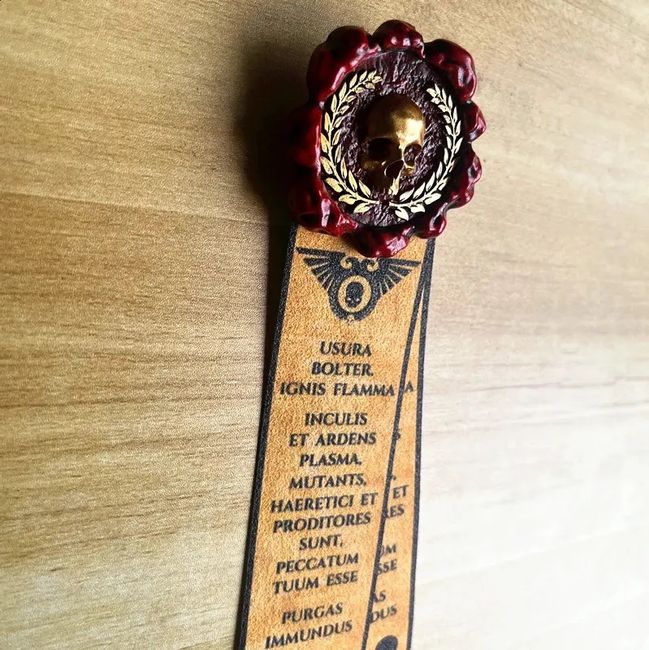 USURA
BOLTER,
IGNIS FLAMMA
INCULIS
ET ARDENS
PLASMA.
MUTANTS,
HAERETICI ET
PRODITORES
SUNT,
PECCATUM
TUUM ESSE
PURGAS
IMMUNDUS